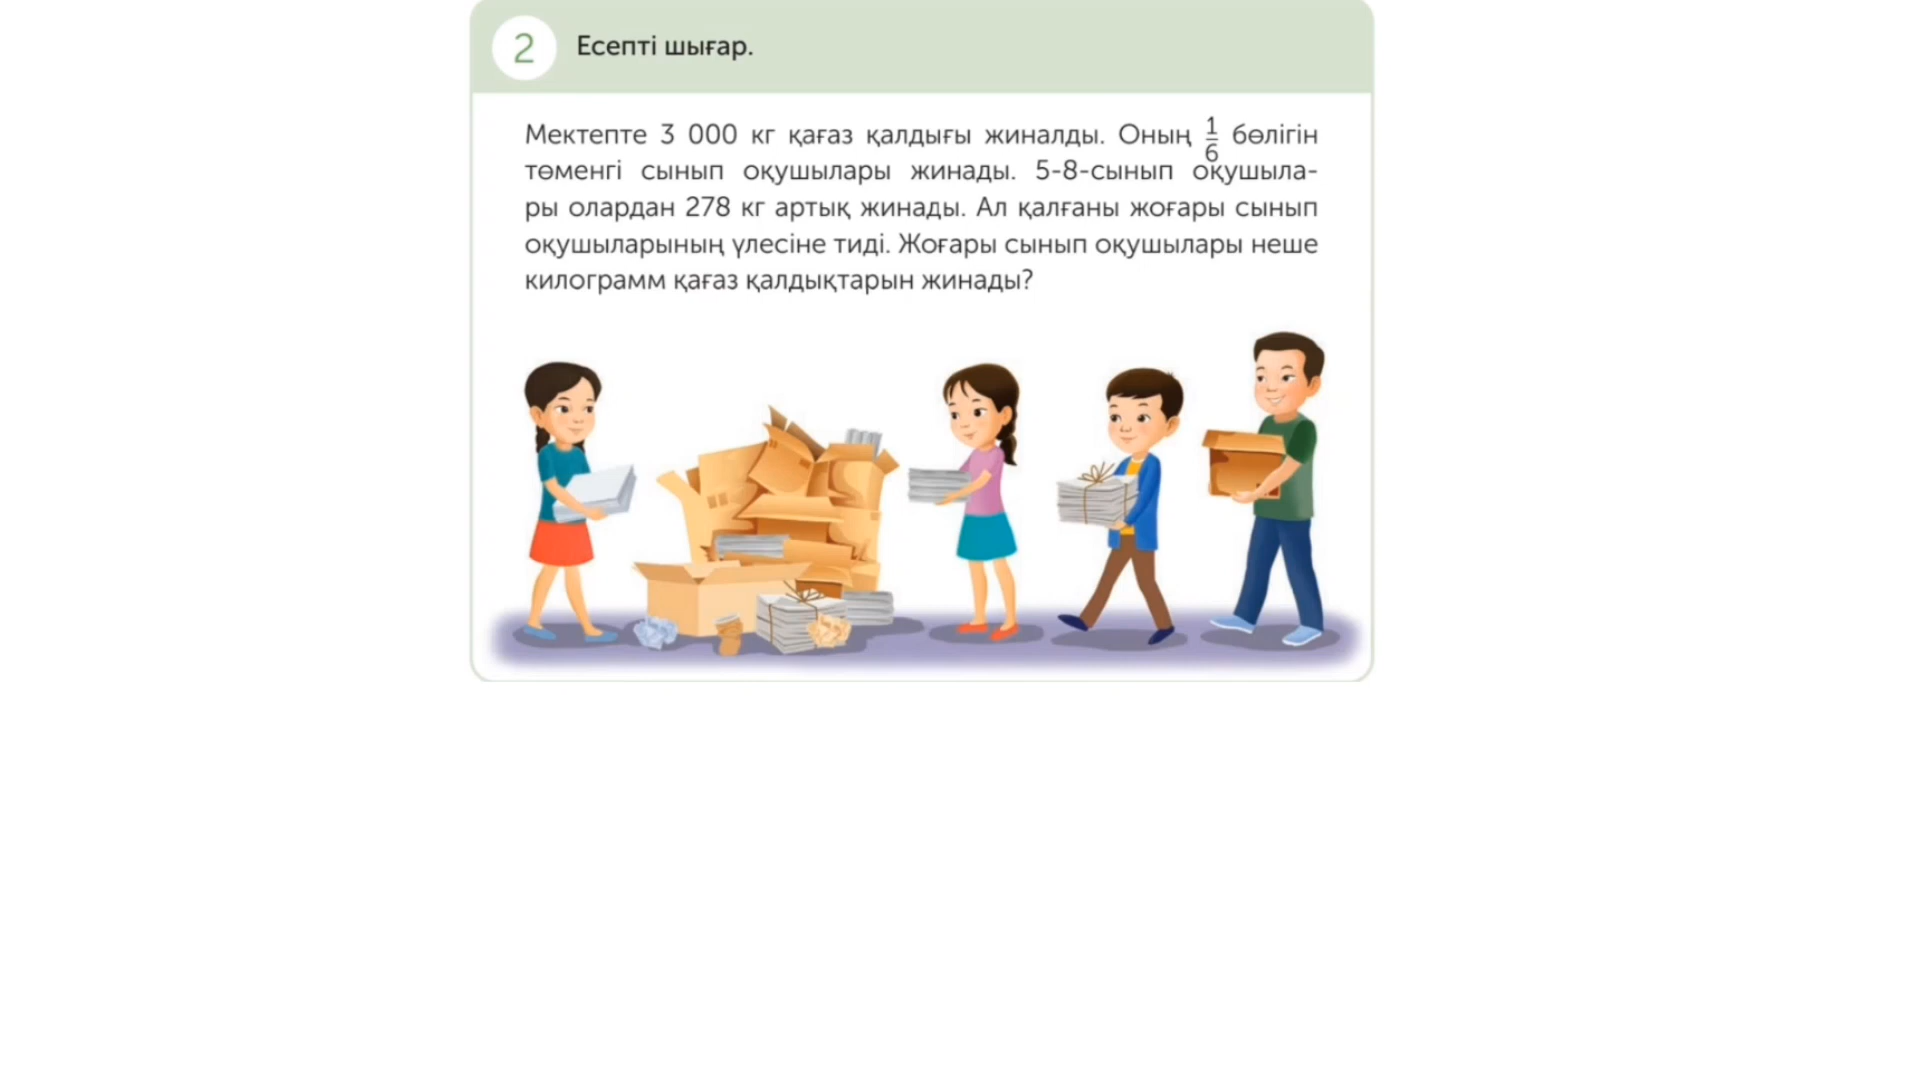 2
Есепті шығар.
Мектепте 3 000 кг қағаз қалдығы жиналды. Оның 1/6 бөлігін
төменгі сынып оқушылары жинады. 5-8-сынып оқушыла-
ры олардан 278 кг артық жинады. Ал қалғаны жоғары сынып
оқушыларының үлесіне тиді. Жоғары сынып оқушылары неше
килограмм қағаз қалдықтарын жинады?